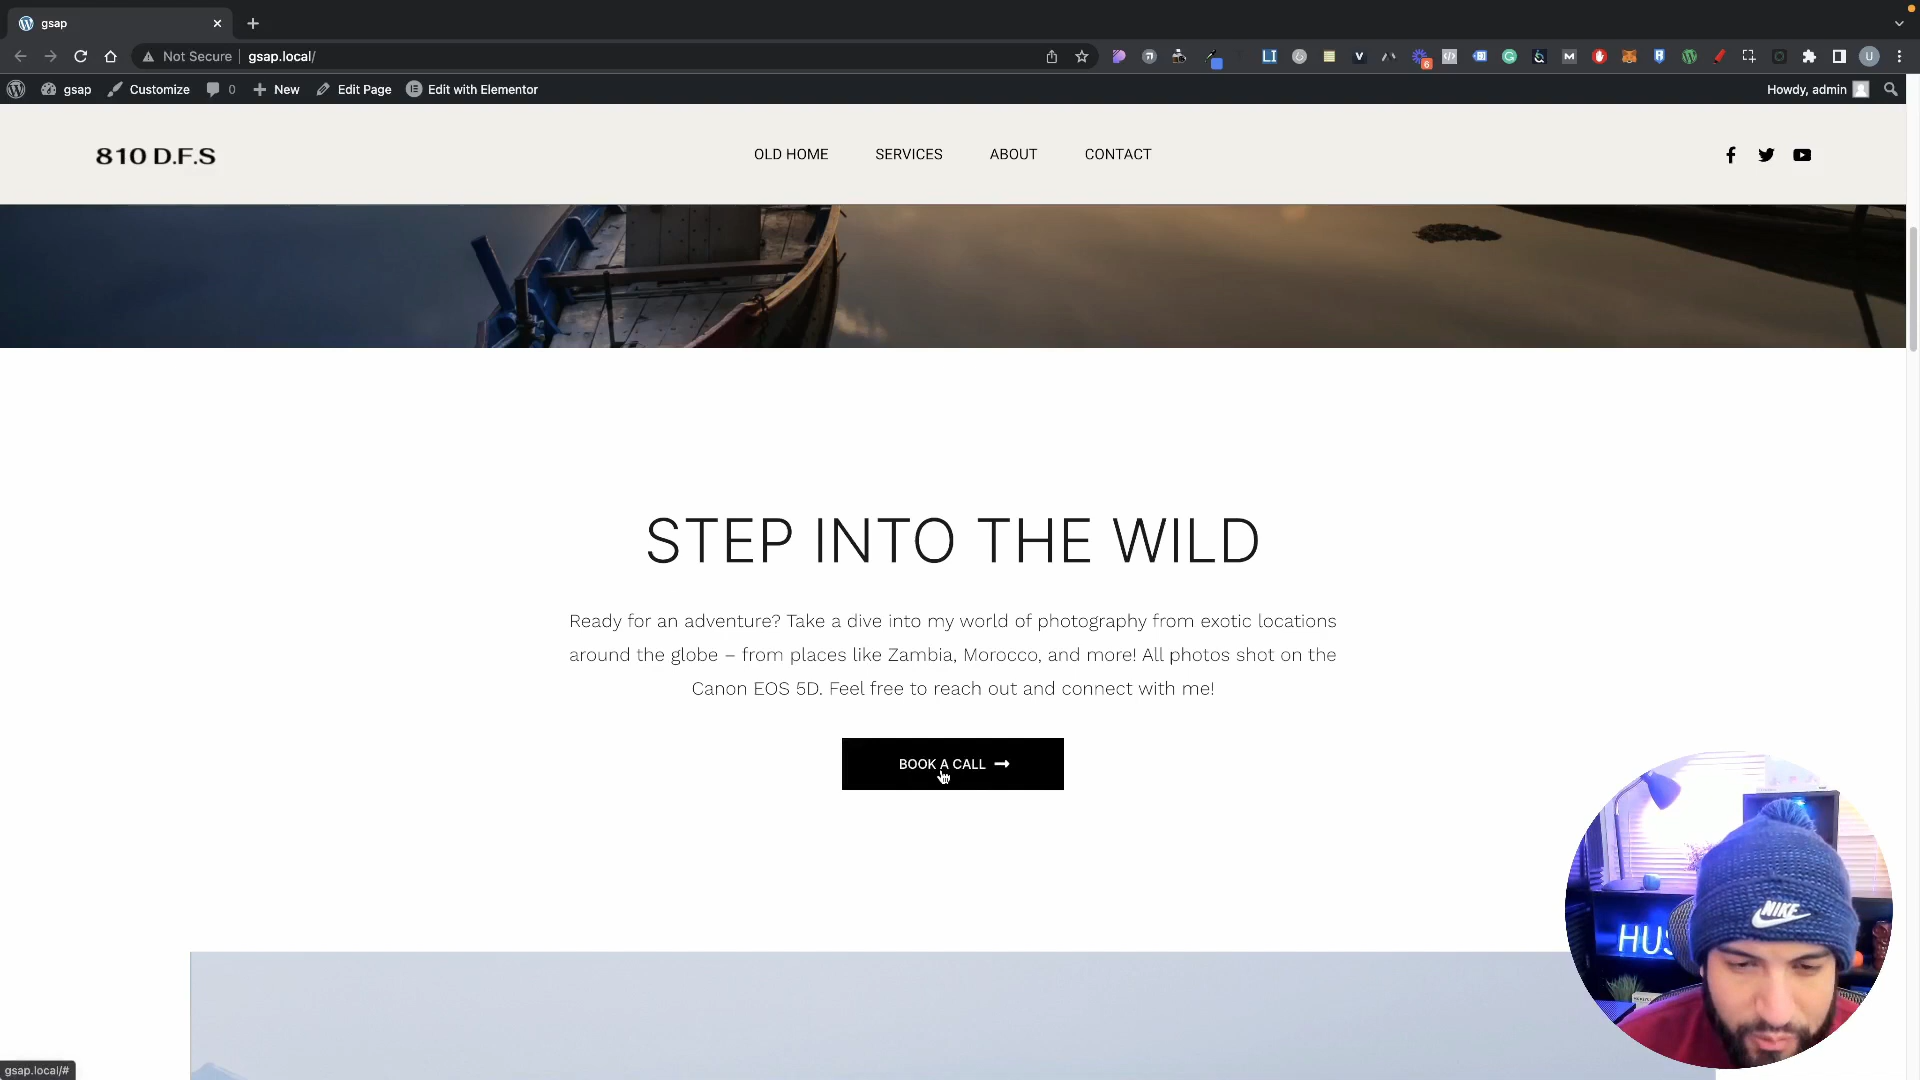 gsap
Not Secure
gsap.local/
gsap
Customize
0
New
Edit Page
Edit with Elementor
Howdy, admin
810 D.F.S
OLD HOME
SERVICES
ABOUT
CONTACT
STEP INTO THE WILD
Ready for an adventure? Take a dive into my world of photography from exotic locations
around the globe – from places like Zambia, Morocco, and more! All photos shot on the
Canon EOS 5D. Feel free to reach out and connect with me!
BOOK A CALL
HUS
NIKE
gsap.local/#